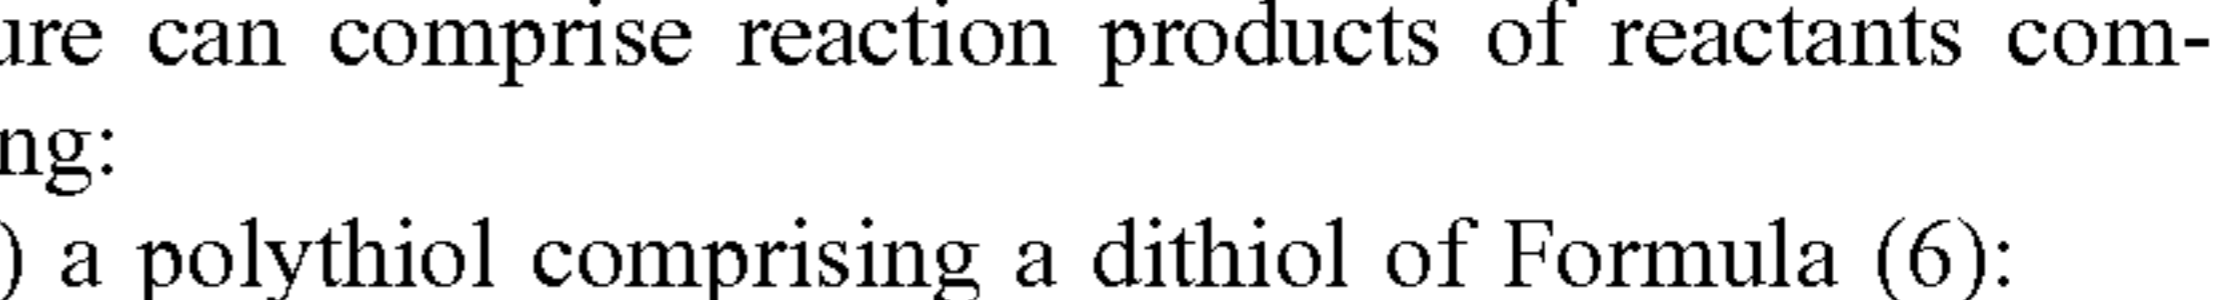 ure can comprise reaction products of reactants com-
ng:
) a polythiol comprising a dithiol of Formula (6):